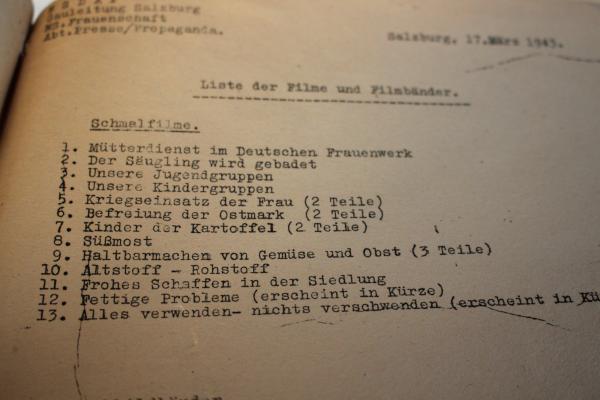 NSDAP
Gauleitung Salzburg
NS.Frauenschaft
Abt.Presse/Propaganda.
Salzburg, 17.März 1943.
Liste der Filme und Filmbänder.
Schmalfilme.
1. Mütterdienst im Deutschen Frauenwerk
2. Der Säugling wird gebadet
3. Unsere Jugendgruppen
4. Unsere Kindergruppen
5. Kriegseinsatz der Frau (2 Teile)
6. Befreiung der Ostmark (2 Teile)
7. Kinder der Kartoffel (2 Teile)
8. Süßmost
9. Haltbarmachen von Gemüse und Obst (3 Teile)
10. Altstoff - Rohstoff
11. Frohes Schaffen in der Siedlung
12. Fettige Probleme (erscheint in Kürze)
13. Alles verwenden- nichts verschwenden (erscheint in Kü